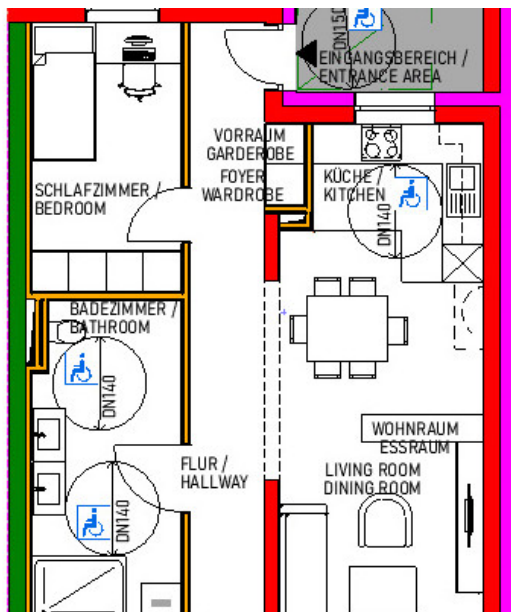 DN150
EINGANGSBEREICH /
ENTRANCE AREA
VORRAUM
GARDEROBE
FOYER
WARDROBE
KÜCHE /
KITCHEN
DN140
SCHLAFZIMMER /
BEDROOM
BADEZIMMER /
BATHROOM
DN140
WOHNRAUM
ESSRAUM
LIVING ROOM
DINING ROOM
FLUR /
HALLWAY
DN140